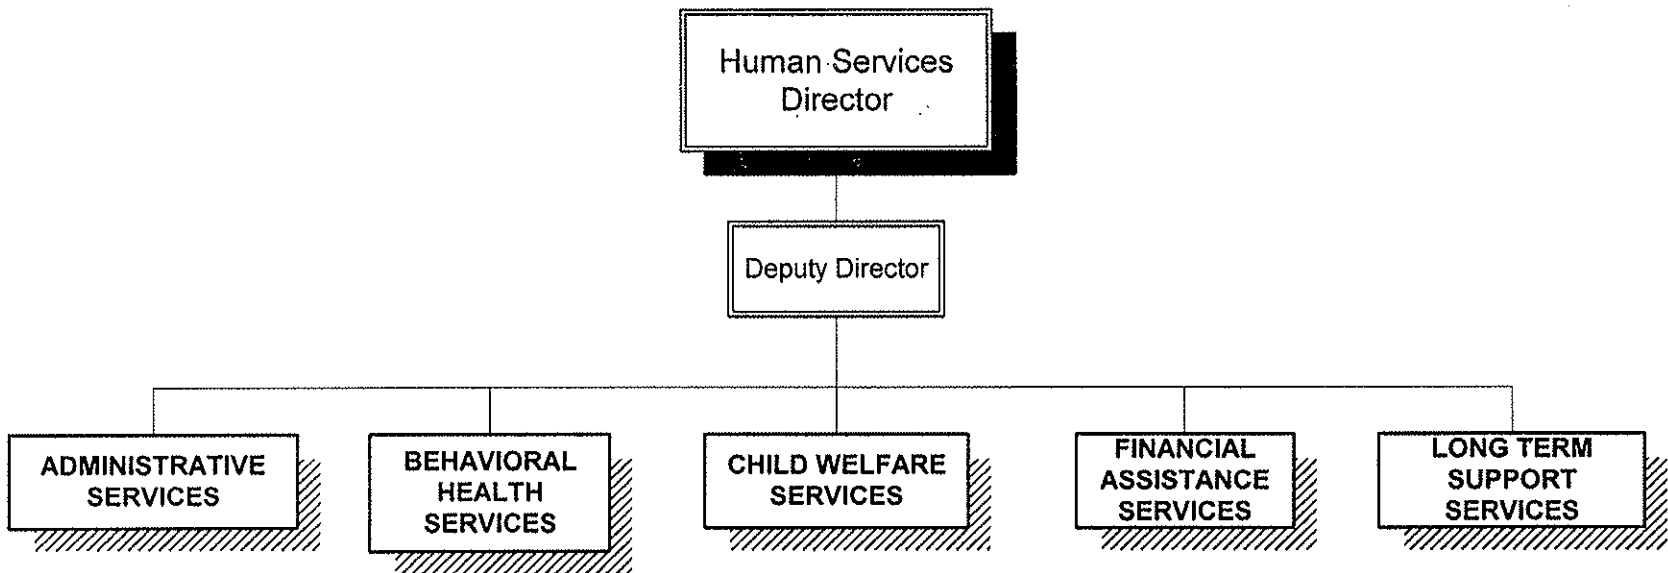 Human Services
Director
Deputy Director
ADMINISTRATIVE
SERVICES
BEHAVIORAL
HEALTH
SERVICES
CHILD WELFARE
SERVICES
FINANCIAL
ASSISTANCE
SERVICES
LONG TERM
SUPPORT
SERVICES